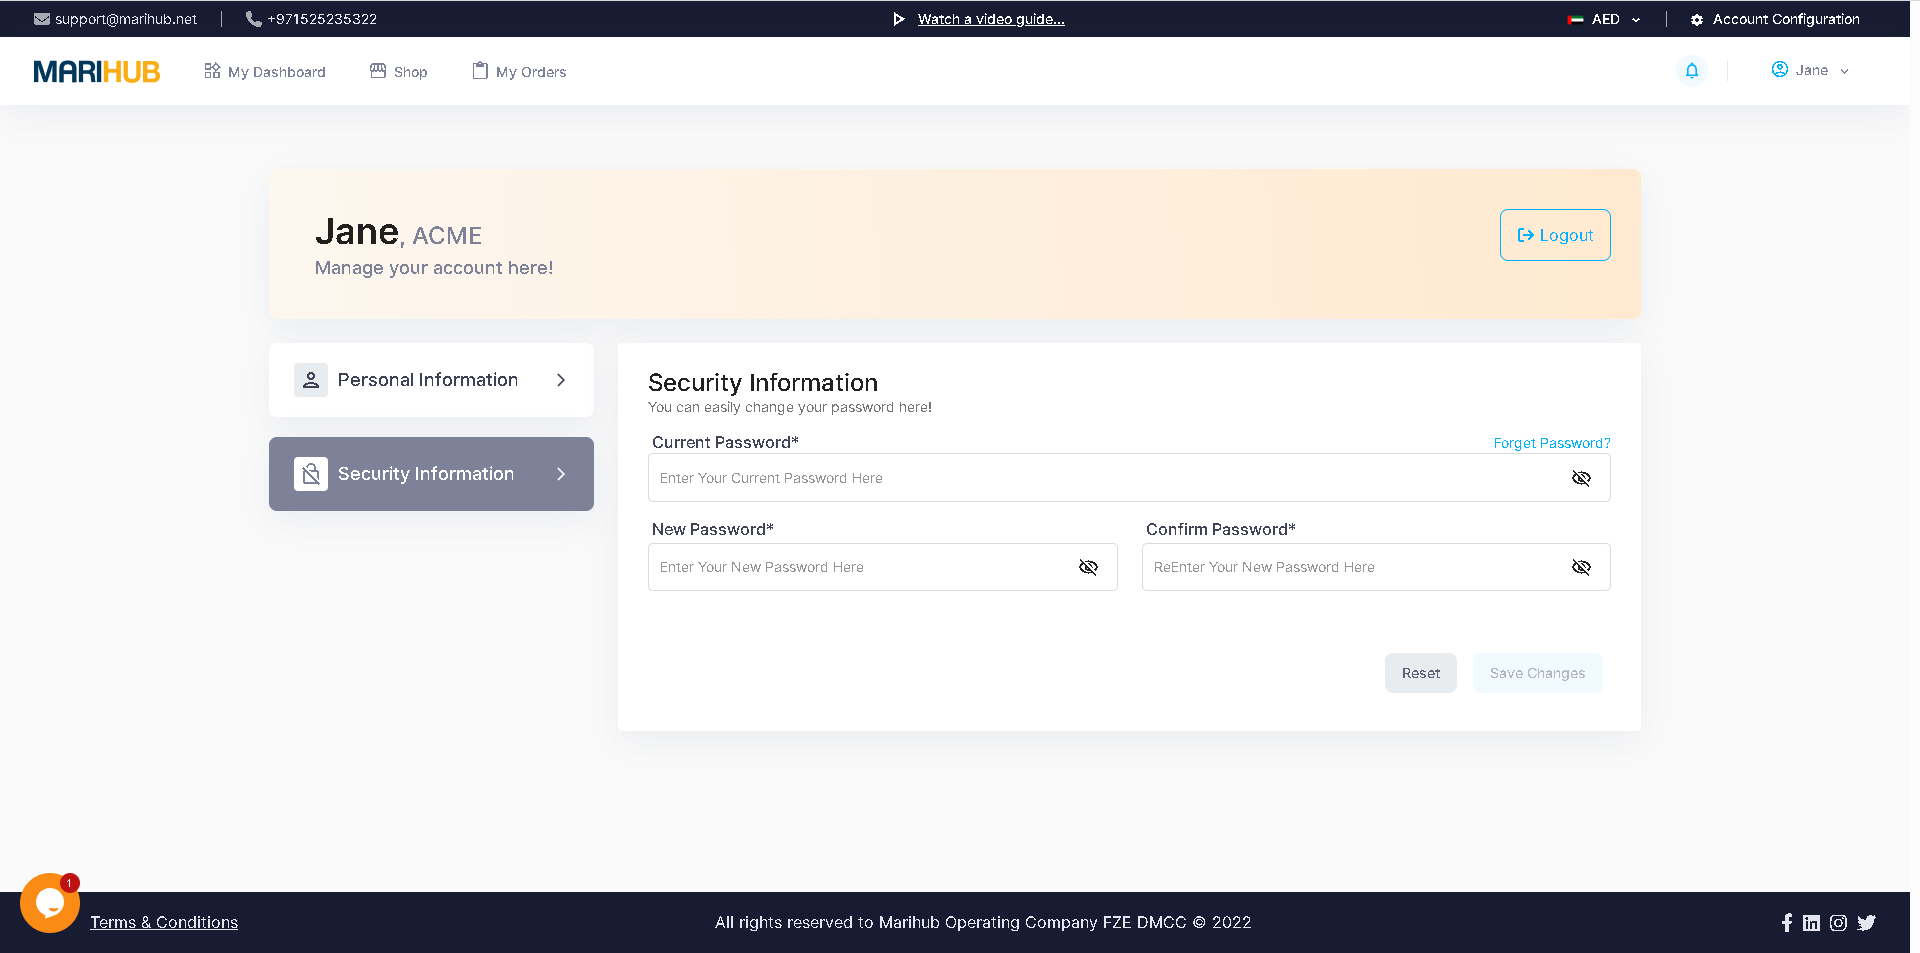 support@marihub.net
+971525235322
Watch a video guide...
AED
Account Configuration
MARIHUB
My Dashboard
Shop
My Orders
Jane
Jane, ACME
Manage your account here!
Logout
Personal Information
Security Information
Security Information
You can easily change your password here!
Current Password*
Forget Password?
Enter Your Current Password Here
New Password*
Confirm Password*
Enter Your New Password Here
ReEnter Your New Password Here
Reset
Save Changes
1
Terms & Conditions
All rights reserved to Marihub Operating Company FZE DMCC © 2022